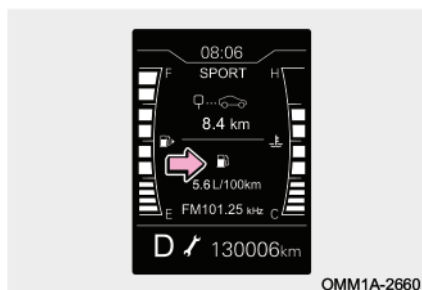 08:06
F SPORT H
8.4 km
5.6 L/100km
E FM101.25 kHz C
D 130006km
OMM1A-2660